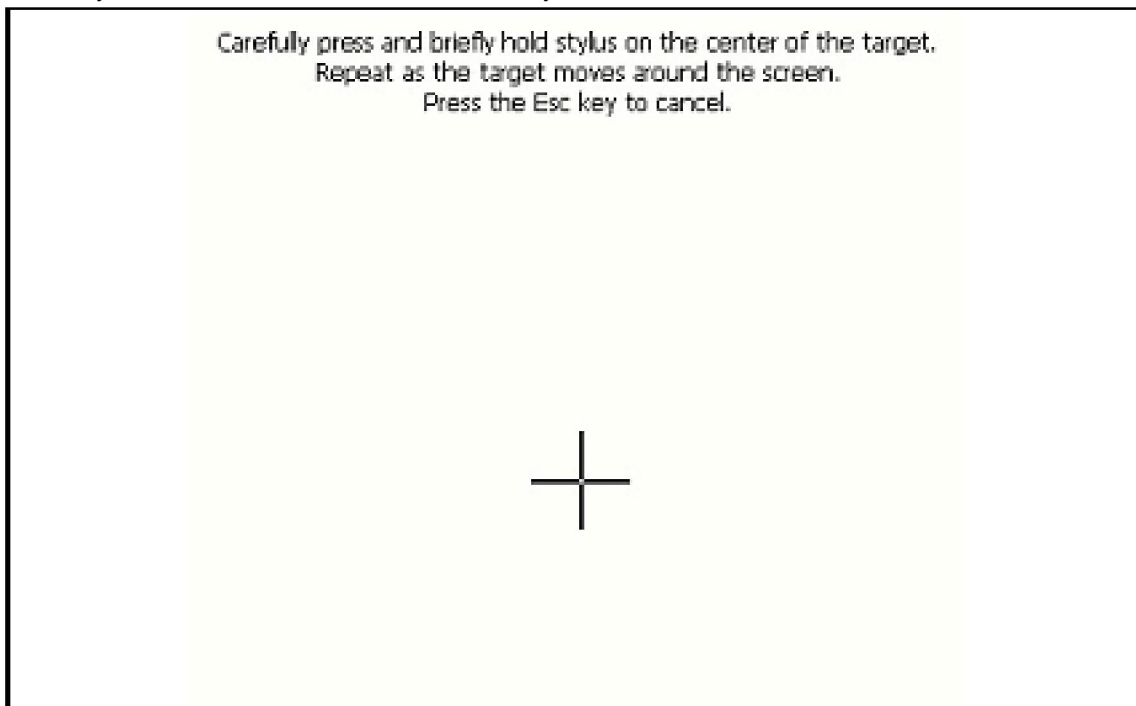 Carefully press and briefly hold stylus on the center of the target.
Repeat as the target moves around the screen.
Press the Esc key to cancel.